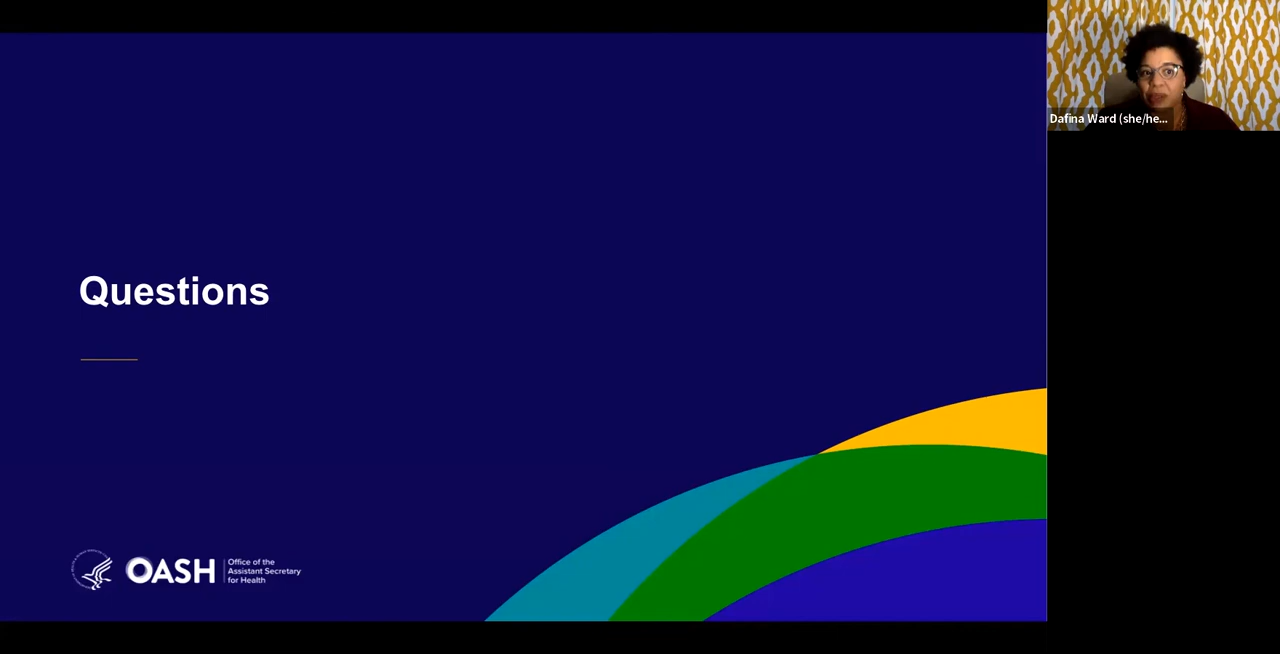 Dafina Ward (she/he...
Questions
OASH
Office of the
Assistant Secretary
for Health